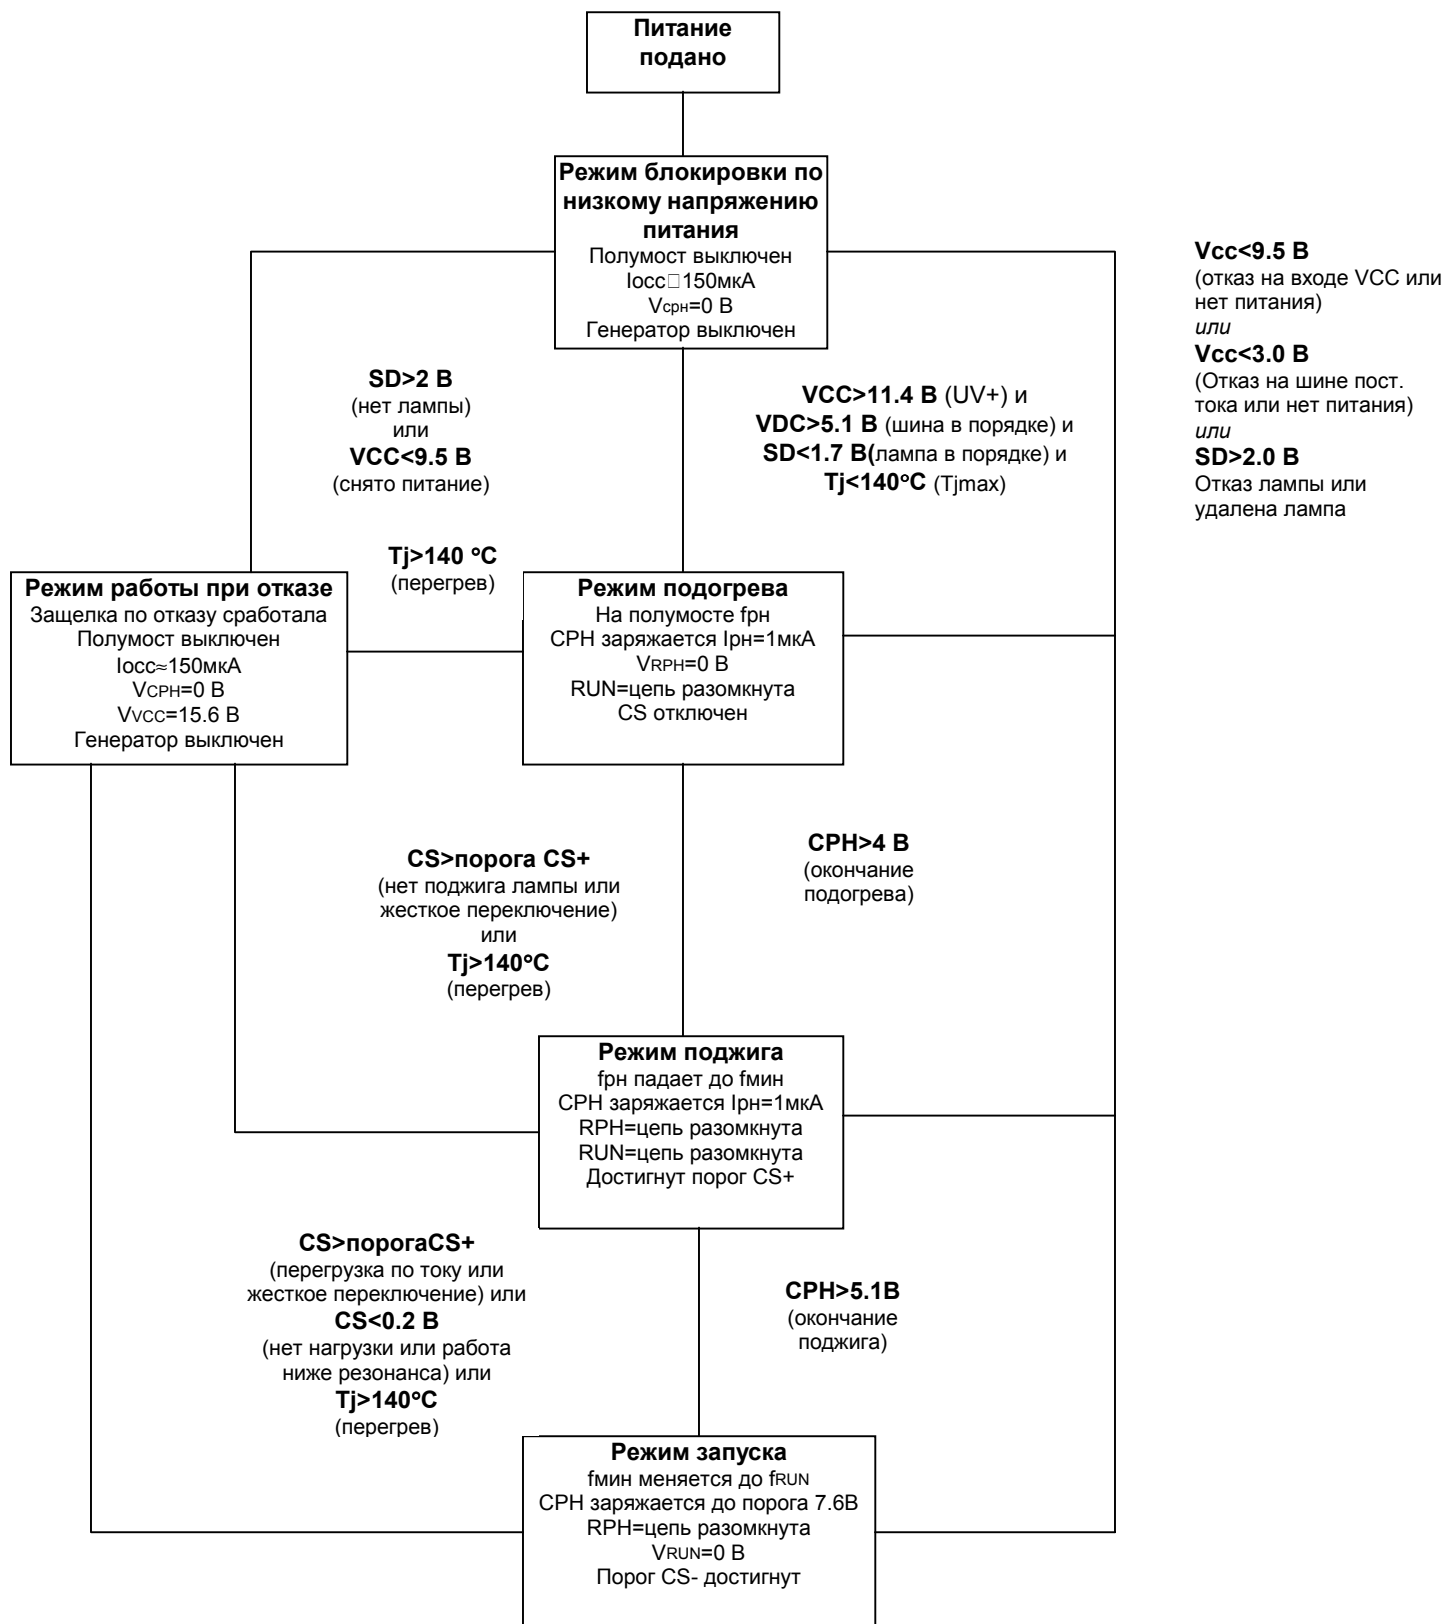 Питание
подано
Режим блокировки по
низкому напряжению
питания
Полумост выключен
Iocc□150мкА
Vсрн=0 В
Генератор выключен
Vcc<9.5 В
(отказ на входе VCC или
нет питания)
или
Vcc<3.0 В
(Отказ на шине пост.
тока или нет питания)
или
SD>2.0 В
Отказ лампы или
удалена лампа
SD>2 В
(нет лампы)
или
VCC<9.5 В
(снято питание)
VCC>11.4 В (UV+) и
VDC>5.1 В (шина в порядке) и
SD<1.7 В(лампа в порядке) и
Tj<140°C (Tjmax)
Tj>140 °C
(перегрев)
Режим работы при отказе
Защелка по отказу сработала
Полумост выключен
Iocc≈150мкА
VCPH=0 В
VVCC=15.6 В
Генератор выключен
Режим подогрева
На полумосте fрн
CPH заряжается Iрн=1мкА
VRPH=0 В
RUN=цепь разомкнута
CS отключен
CS>порога CS+
(нет поджига лампы или
жесткое переключение)
или
Tj>140°C
(перегрев)
CPH>4 В
(окончание
подогрева)
Режим поджига
fрн падает до fмин
CPH заряжается Iрн=1мкА
RPH=цепь разомкнута
RUN=цепь разомкнута
Достигнут порог CS+
CS>порогаCS+
(перегрузка по току или
жесткое переключение) или
CS<0.2 В
(нет нагрузки или работа
ниже резонанса) или
Tj>140°C
(перегрев)
CPH>5.1В
(окончание
поджига)
Режим запуска
fмин меняется до fRUN
CPH заряжается до порога 7.6В
RPH=цепь разомкнута
VRUN=0 В
Порог CS- достигнут